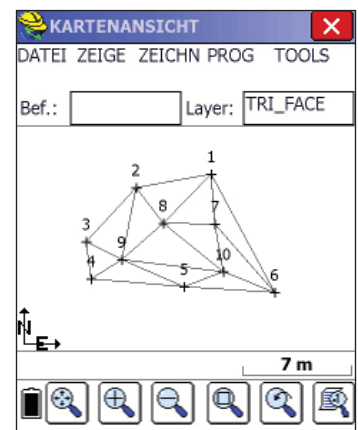 KARTENANSICHT
DATEI ZEIGE ZEICHN PROG TOOLS
Bef.: Layer: TRI_FACE
1
2
8
7
3
9
10
4
5
6
N
E
7 m